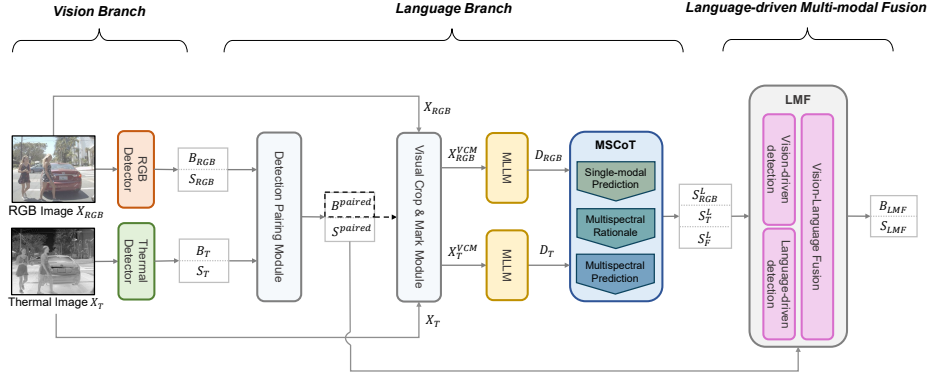 Vision Branch
Language Branch
Language-driven Multi-modal Fusion
RGB Image X_RGB
Thermal Image X_T
RGB
Detector
Thermal
Detector
B_RGB
S_RGB
B_T
S_T
Detection Pairing Module
B^paired
S^paired
X_RGB
Visual Crop & Mark Module
X_T
X_RGB^VCM
X_T^VCM
MLLM
MLLM
D_RGB
D_T
MSCoT
Single-modal
Prediction
Multispectral
Rationale
Multispectral
Prediction
S_RGB^L
S_T^L
S_F^L
LMF
Vision-driven
detection
Language-driven
detection
Vision-Language Fusion
B_LMF
S_LMF